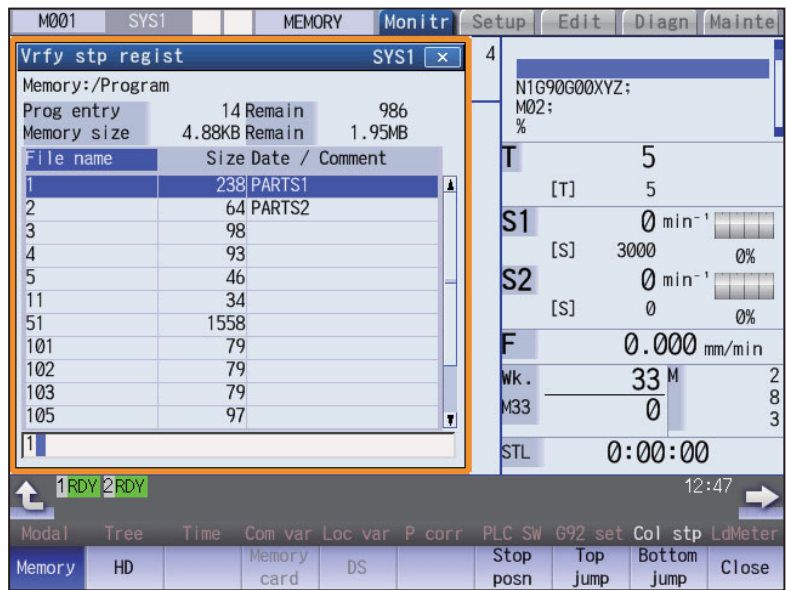 M001 SYS1 MEMORY Monitr Setup Edit Diagn Mainte
Vrfy stp regist SYS1 ×
Memory:/Program
Prog entry 14 Remain 986
Memory size 4.88KB Remain 1.95MB
File name Size Date / Comment
1 238 PARTS1
2 64 PARTS2
3 98
4 93
5 46
11 34
51 1558
101 79
102 79
103 79
105 97
1
4
N1G90G00XYZ;
M02;
%
T 5
[T] 5
S1 0 min⁻¹
[S] 3000 0%
S2 0 min⁻¹
[S] 0 0%
F 0.000 mm/min
Wk. 33 M 2
M33 0 8
3
STL 0:00:00
1RDY 2RDY 12:47
Modal Tree Time Com var Loc var P corr PLC SW G92 set Col stp LdMeter
Memory HD Memory card DS Stop posn Top jump Bottom jump Close